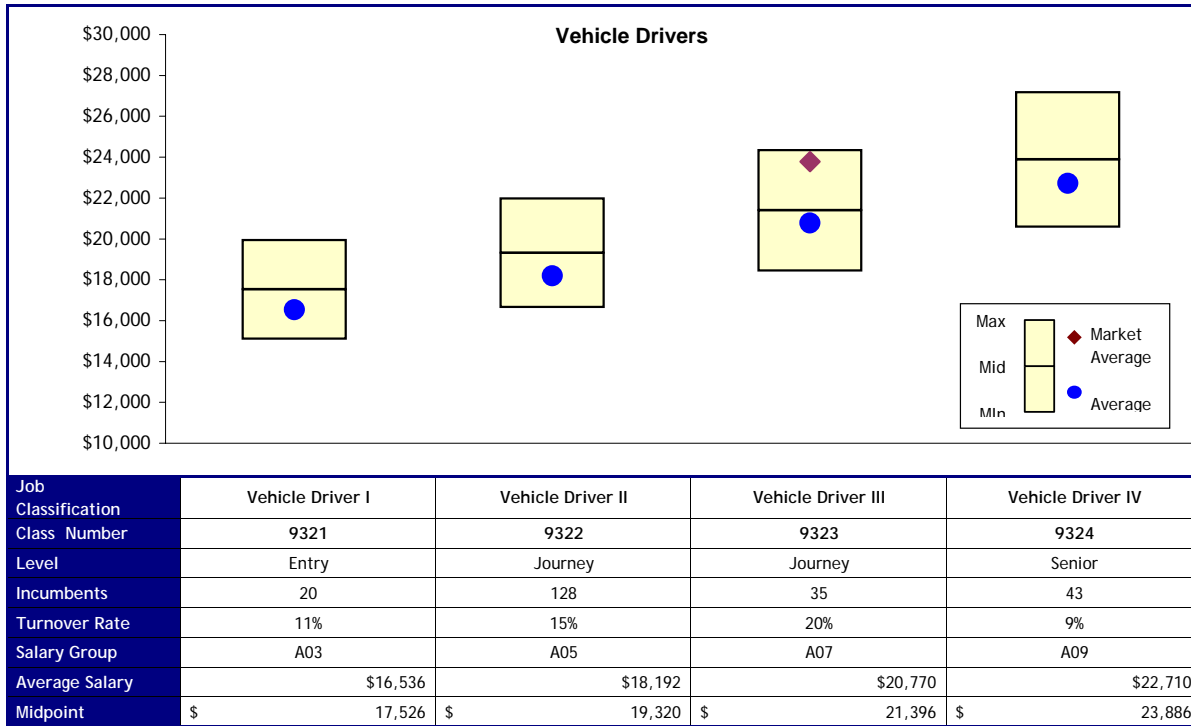 Vehicle Drivers
$30,000
$28,000
$26,000
$24,000
$22,000
$20,000
$18,000
$16,000
$14,000
$12,000
$10,000
Max
Mid
MIn
Market
Average
Average
Job
Classification Vehicle Driver I Vehicle Driver II Vehicle Driver III Vehicle Driver IV
Class Number 9321 9322 9323 9324
Level Entry Journey Journey Senior
Incumbents 20 128 35 43
Turnover Rate 11% 15% 20% 9%
Salary Group A03 A05 A07 A09
Average Salary $16,536 $18,192 $20,770 $22,710
Midpoint $ 17,526 $ 19,320 $ 21,396 $ 23,886